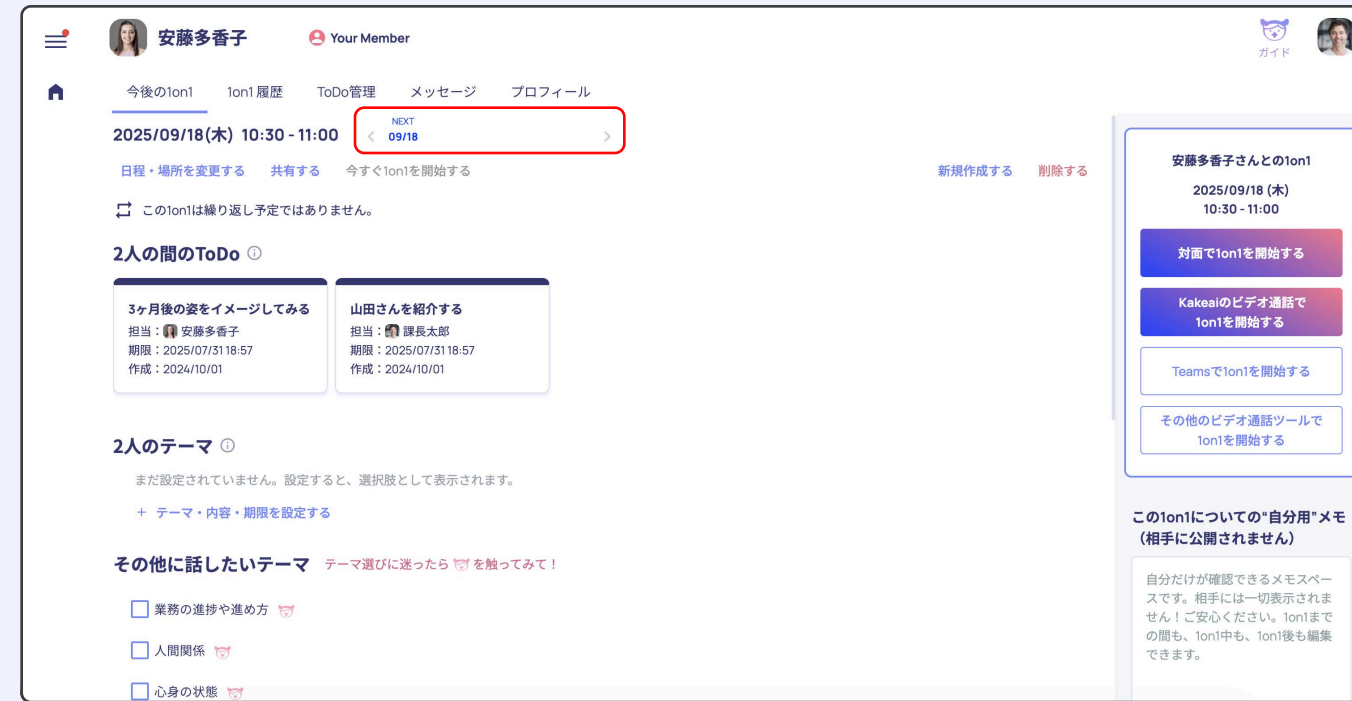 安藤多香子
Your Member
ガイド
今後の1on1 1on1 履歴 ToDo管理 メッセージ プロフィール
2025/09/18(木) 10:30 - 11:00
NEXT
09/18
日程・場所を変更する 共有する 今すぐ1on1を開始する 新規作成する 削除する
この1on1は繰り返し予定ではありません。
2人の間のToDo
3ヶ月後の姿をイメージしてみる
担当：安藤多香子
期限：2025/07/31 18:57
作成：2024/10/01
山田さんを紹介する
担当：課長太郎
期限：2025/07/31 18:57
作成：2024/10/01
2人のテーマ
まだ設定されていません。設定すると、選択肢として表示されます。
+ テーマ・内容・期限を設定する
その他に話したいテーマ テーマ選びに迷ったら を触ってみて！
業務の進捗や進め方
人間関係
心身の状態
安藤多香子さんとの1on1
2025/09/18 (木)
10:30 - 11:00
対面で1on1を開始する
Kakeaiのビデオ通話で
1on1を開始する
Teamsで1on1を開始する
その他のビデオ通話ツールで
1on1を開始する
この1on1についての“自分用”メモ
（相手に公開されません）
自分だけが確認できるメモスペー
スです。相手には一切表示されま
せん！ご安心ください。1on1まで
の間も、1on1中も、1on1後も編集
できます。